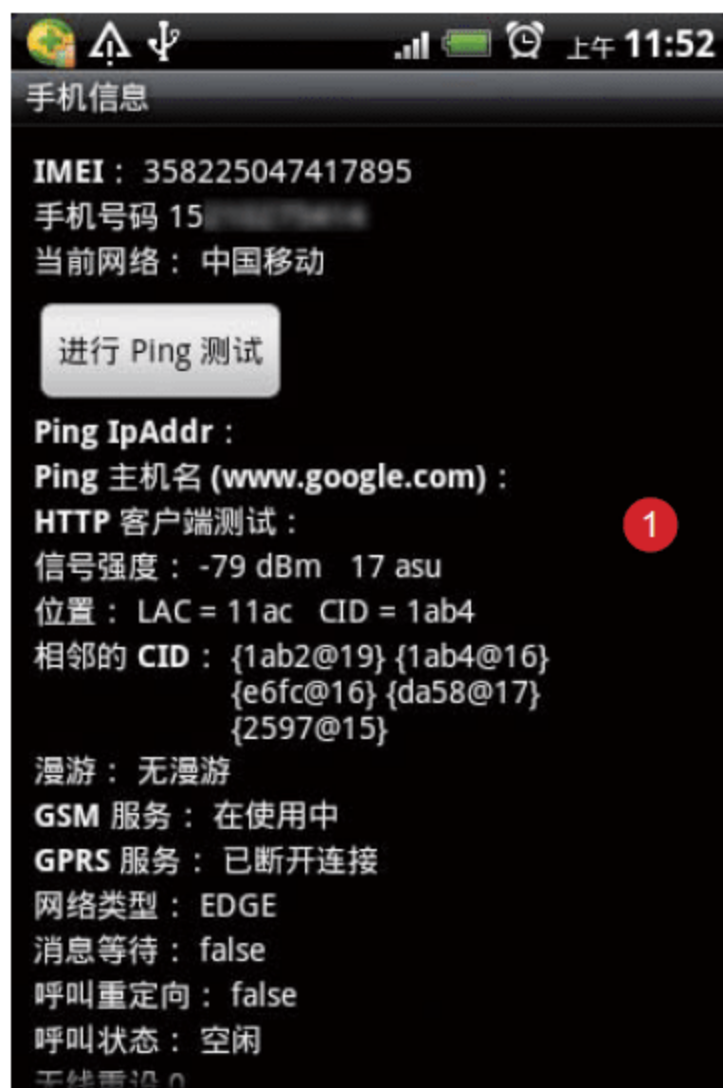 上午 11:52
手机信息
IMEI： 358225047417895
手机号码 15
当前网络： 中国移动
进行 Ping 测试
Ping IpAddr：
Ping 主机名 (www.google.com)：
HTTP 客户端测试：
1
信号强度： -79 dBm 17 asu
位置： LAC = 11ac CID = 1ab4
相邻的 CID： {1ab2@19} {1ab4@16}
{e6fc@16} {da58@17}
{2597@15}
漫游： 无漫游
GSM 服务： 在使用中
GPRS 服务： 已断开连接
网络类型： EDGE
消息等待： false
呼叫重定向： false
呼叫状态： 空闲
无线重设 0